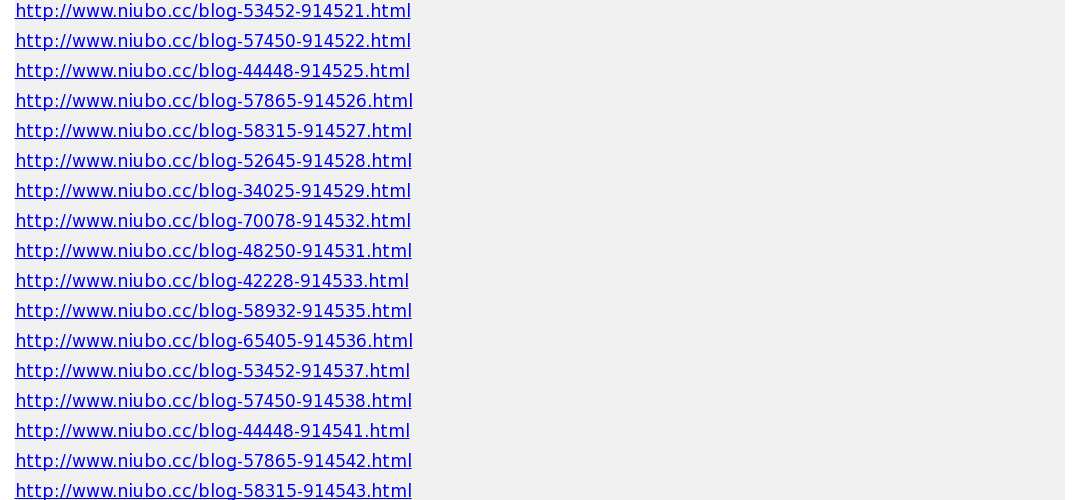 http://www.niubo.cc/blog-53452-914521.html
http://www.niubo.cc/blog-57450-914522.html
http://www.niubo.cc/blog-44448-914525.html
http://www.niubo.cc/blog-57865-914526.html
http://www.niubo.cc/blog-58315-914527.html
http://www.niubo.cc/blog-52645-914528.html
http://www.niubo.cc/blog-34025-914529.html
http://www.niubo.cc/blog-70078-914532.html
http://www.niubo.cc/blog-48250-914531.html
http://www.niubo.cc/blog-42228-914533.html
http://www.niubo.cc/blog-58932-914535.html
http://www.niubo.cc/blog-65405-914536.html
http://www.niubo.cc/blog-53452-914537.html
http://www.niubo.cc/blog-57450-914538.html
http://www.niubo.cc/blog-44448-914541.html
http://www.niubo.cc/blog-57865-914542.html
http://www.niubo.cc/blog-58315-914543.html